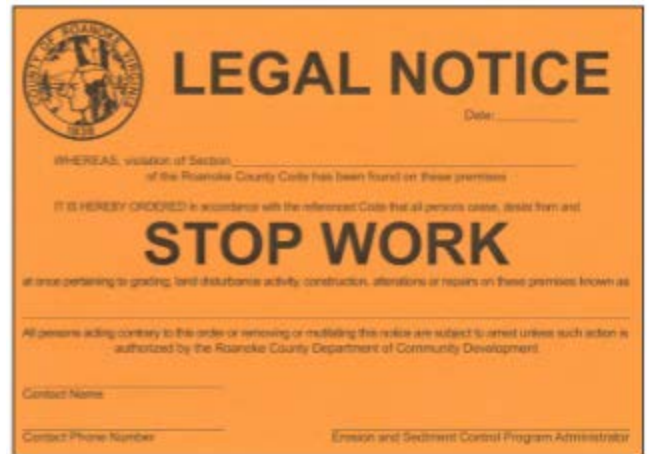 COUNTY OF ROANOKE, VIRGINIA
1838
LEGAL NOTICE
Date:
WHEREAS, violation of Section
of the Roanoke County Code has been found on these premises
IT IS HEREBY ORDERED in accordance with the referenced Code that all persons cease, desist from and
STOP WORK
at once pertaining to grading, land disturbance activity, construction, alterations or repairs on these premises known as
All persons acting contrary to this order or removing or mutilating this notice are subject to arrest unless such action is
authorized by the Roanoke County Department of Community Development
Contact Name
Contact Phone Number
Erosion and Sediment Control Program Administrator